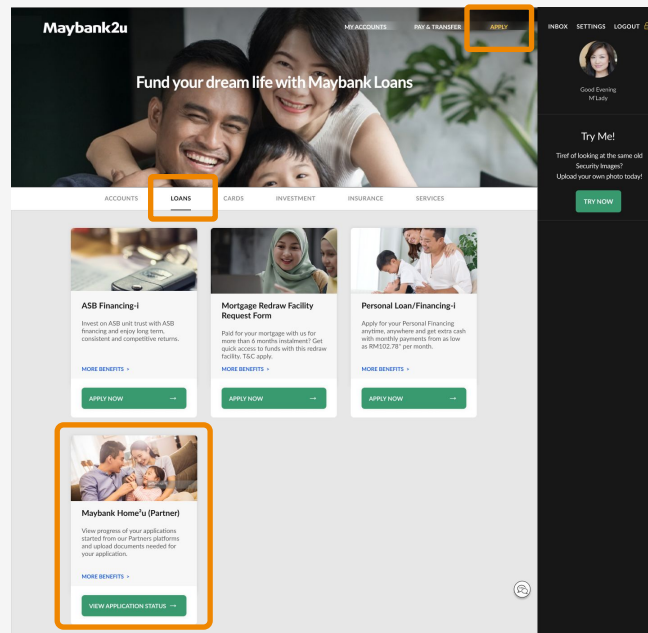 Maybank2u
MY ACCOUNTS PAY & TRANSFER APPLY
INBOX SETTINGS LOGOUT
Good Evening
M'Lady
Fund your dream life with Maybank Loans
Try Me!
Tiref of looking at the same old
Security Images?
Upload your own photo today!
TRY NOW
ACCOUNTS LOANS CARDS INVESTMENT INSURANCE SERVICES
ASB Financing-i
Invest on ASB unit trust with ASB
financing and enjoy long term,
consistent and competitive returns.
MORE BENEFITS >
APPLY NOW →
Mortgage Redraw Facility
Request Form
Paid for your mortgage with us for
more than 6 months instalment? Get
quick access to funds with this redraw
facility. T&C apply.
MORE BENEFITS >
APPLY NOW →
Personal Loan/Financing-i
Apply for your Personal Financing
anytime, anywhere and get extra cash
with monthly payments from as low
as RM102.78* per month.
MORE BENEFITS >
APPLY NOW →
Maybank Home²u (Partner)
View progress of your applications
started from our Partners platforms
and upload documents needed for
your application.
MORE BENEFITS >
VIEW APPLICATION STATUS →